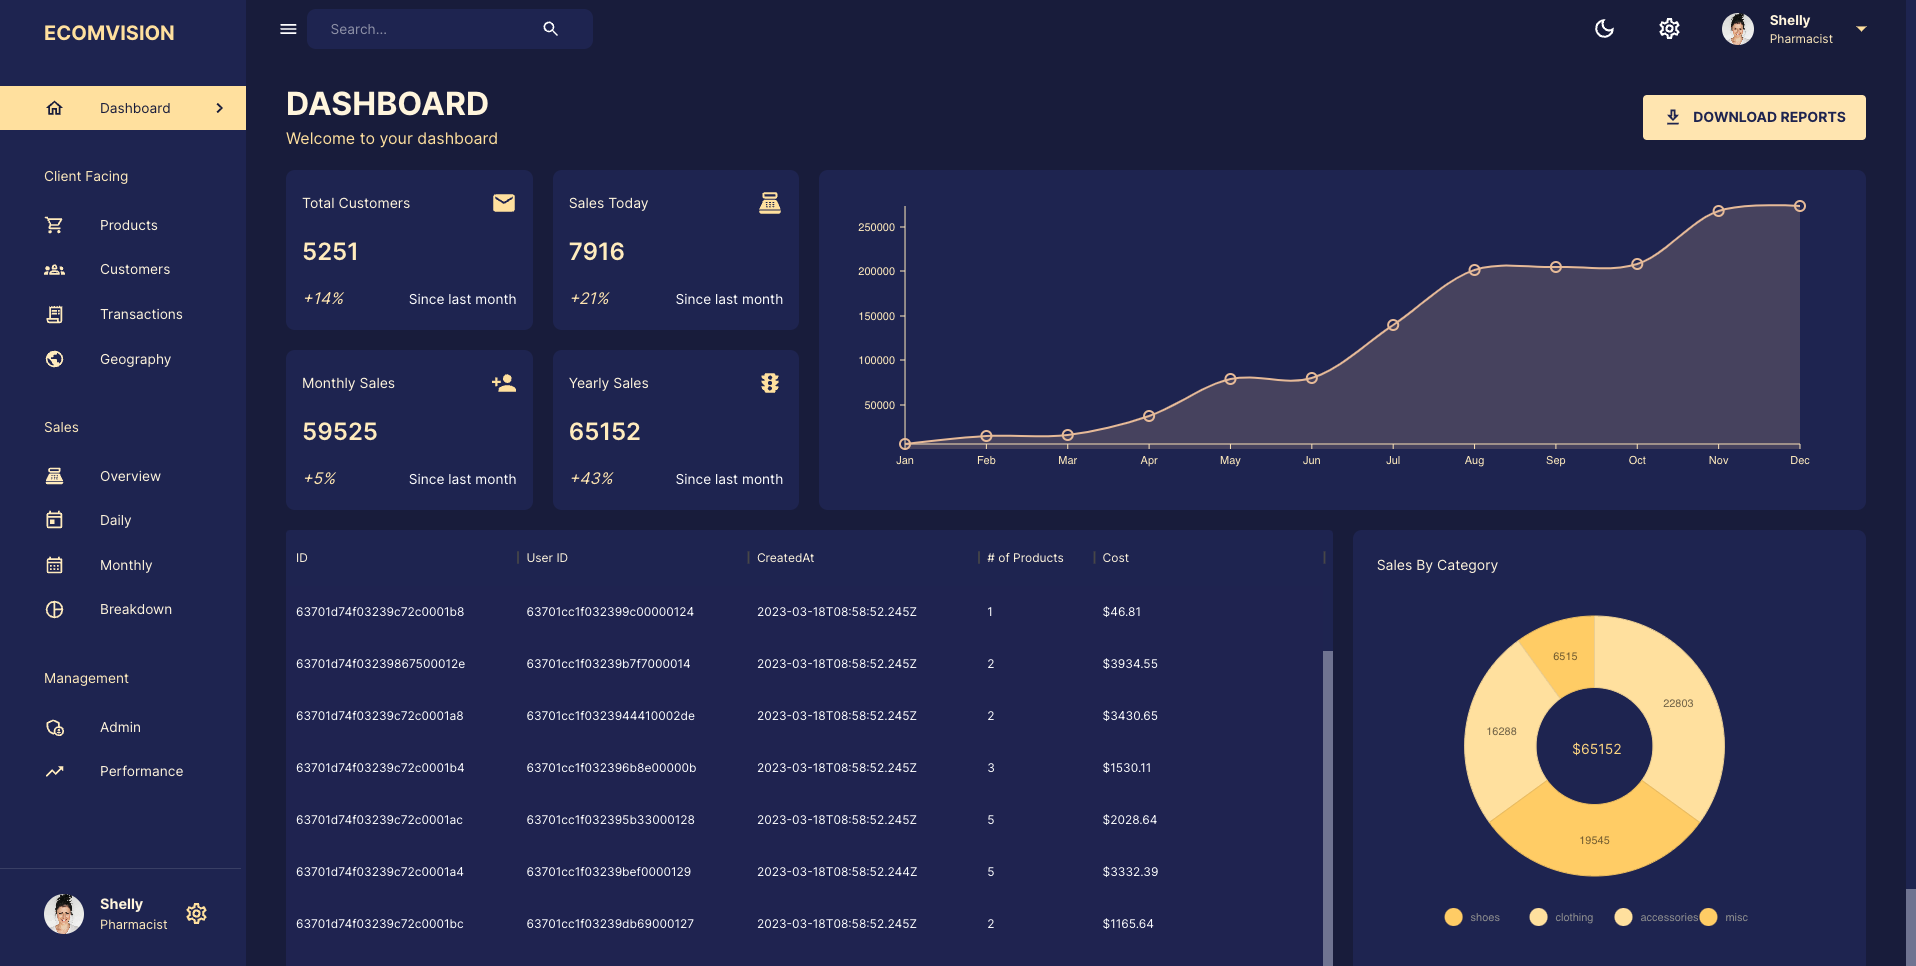 ECOMVISION
Search...
Shelly
Pharmacist
Dashboard
Client Facing
Products
Customers
Transactions
Geography
Sales
Overview
Daily
Monthly
Breakdown
Management
Admin
Performance
Shelly
Pharmacist
DASHBOARD
Welcome to your dashboard
DOWNLOAD REPORTS
Total Customers
5251
+14% Since last month
Sales Today
7916
+21% Since last month
Monthly Sales
59525
+5% Since last month
Yearly Sales
65152
+43% Since last month
250000
200000
150000
100000
50000
Jan Feb Mar Apr May Jun Jul Aug Sep Oct Nov Dec
ID User ID CreatedAt # of Products Cost
63701d74f03239c72c0001b8 63701cc1f032399c00000124 2023-03-18T08:58:52.245Z 1 $46.81
63701d74f03239867500012e 63701cc1f03239b7f7000014 2023-03-18T08:58:52.245Z 2 $3934.55
63701d74f03239c72c0001a8 63701cc1f0323944410002de 2023-03-18T08:58:52.245Z 2 $3430.65
63701d74f03239c72c0001b4 63701cc1f032396b8e00000b 2023-03-18T08:58:52.245Z 3 $1530.11
63701d74f03239c72c0001ac 63701cc1f032395b33000128 2023-03-18T08:58:52.245Z 5 $2028.64
63701d74f03239c72c0001a4 63701cc1f03239bef0000129 2023-03-18T08:58:52.244Z 5 $3332.39
63701d74f03239c72c0001bc 63701cc1f03239db69000127 2023-03-18T08:58:52.245Z 2 $1165.64
Sales By Category
6515
22803
16288
$65152
19545
shoes clothing accessories misc